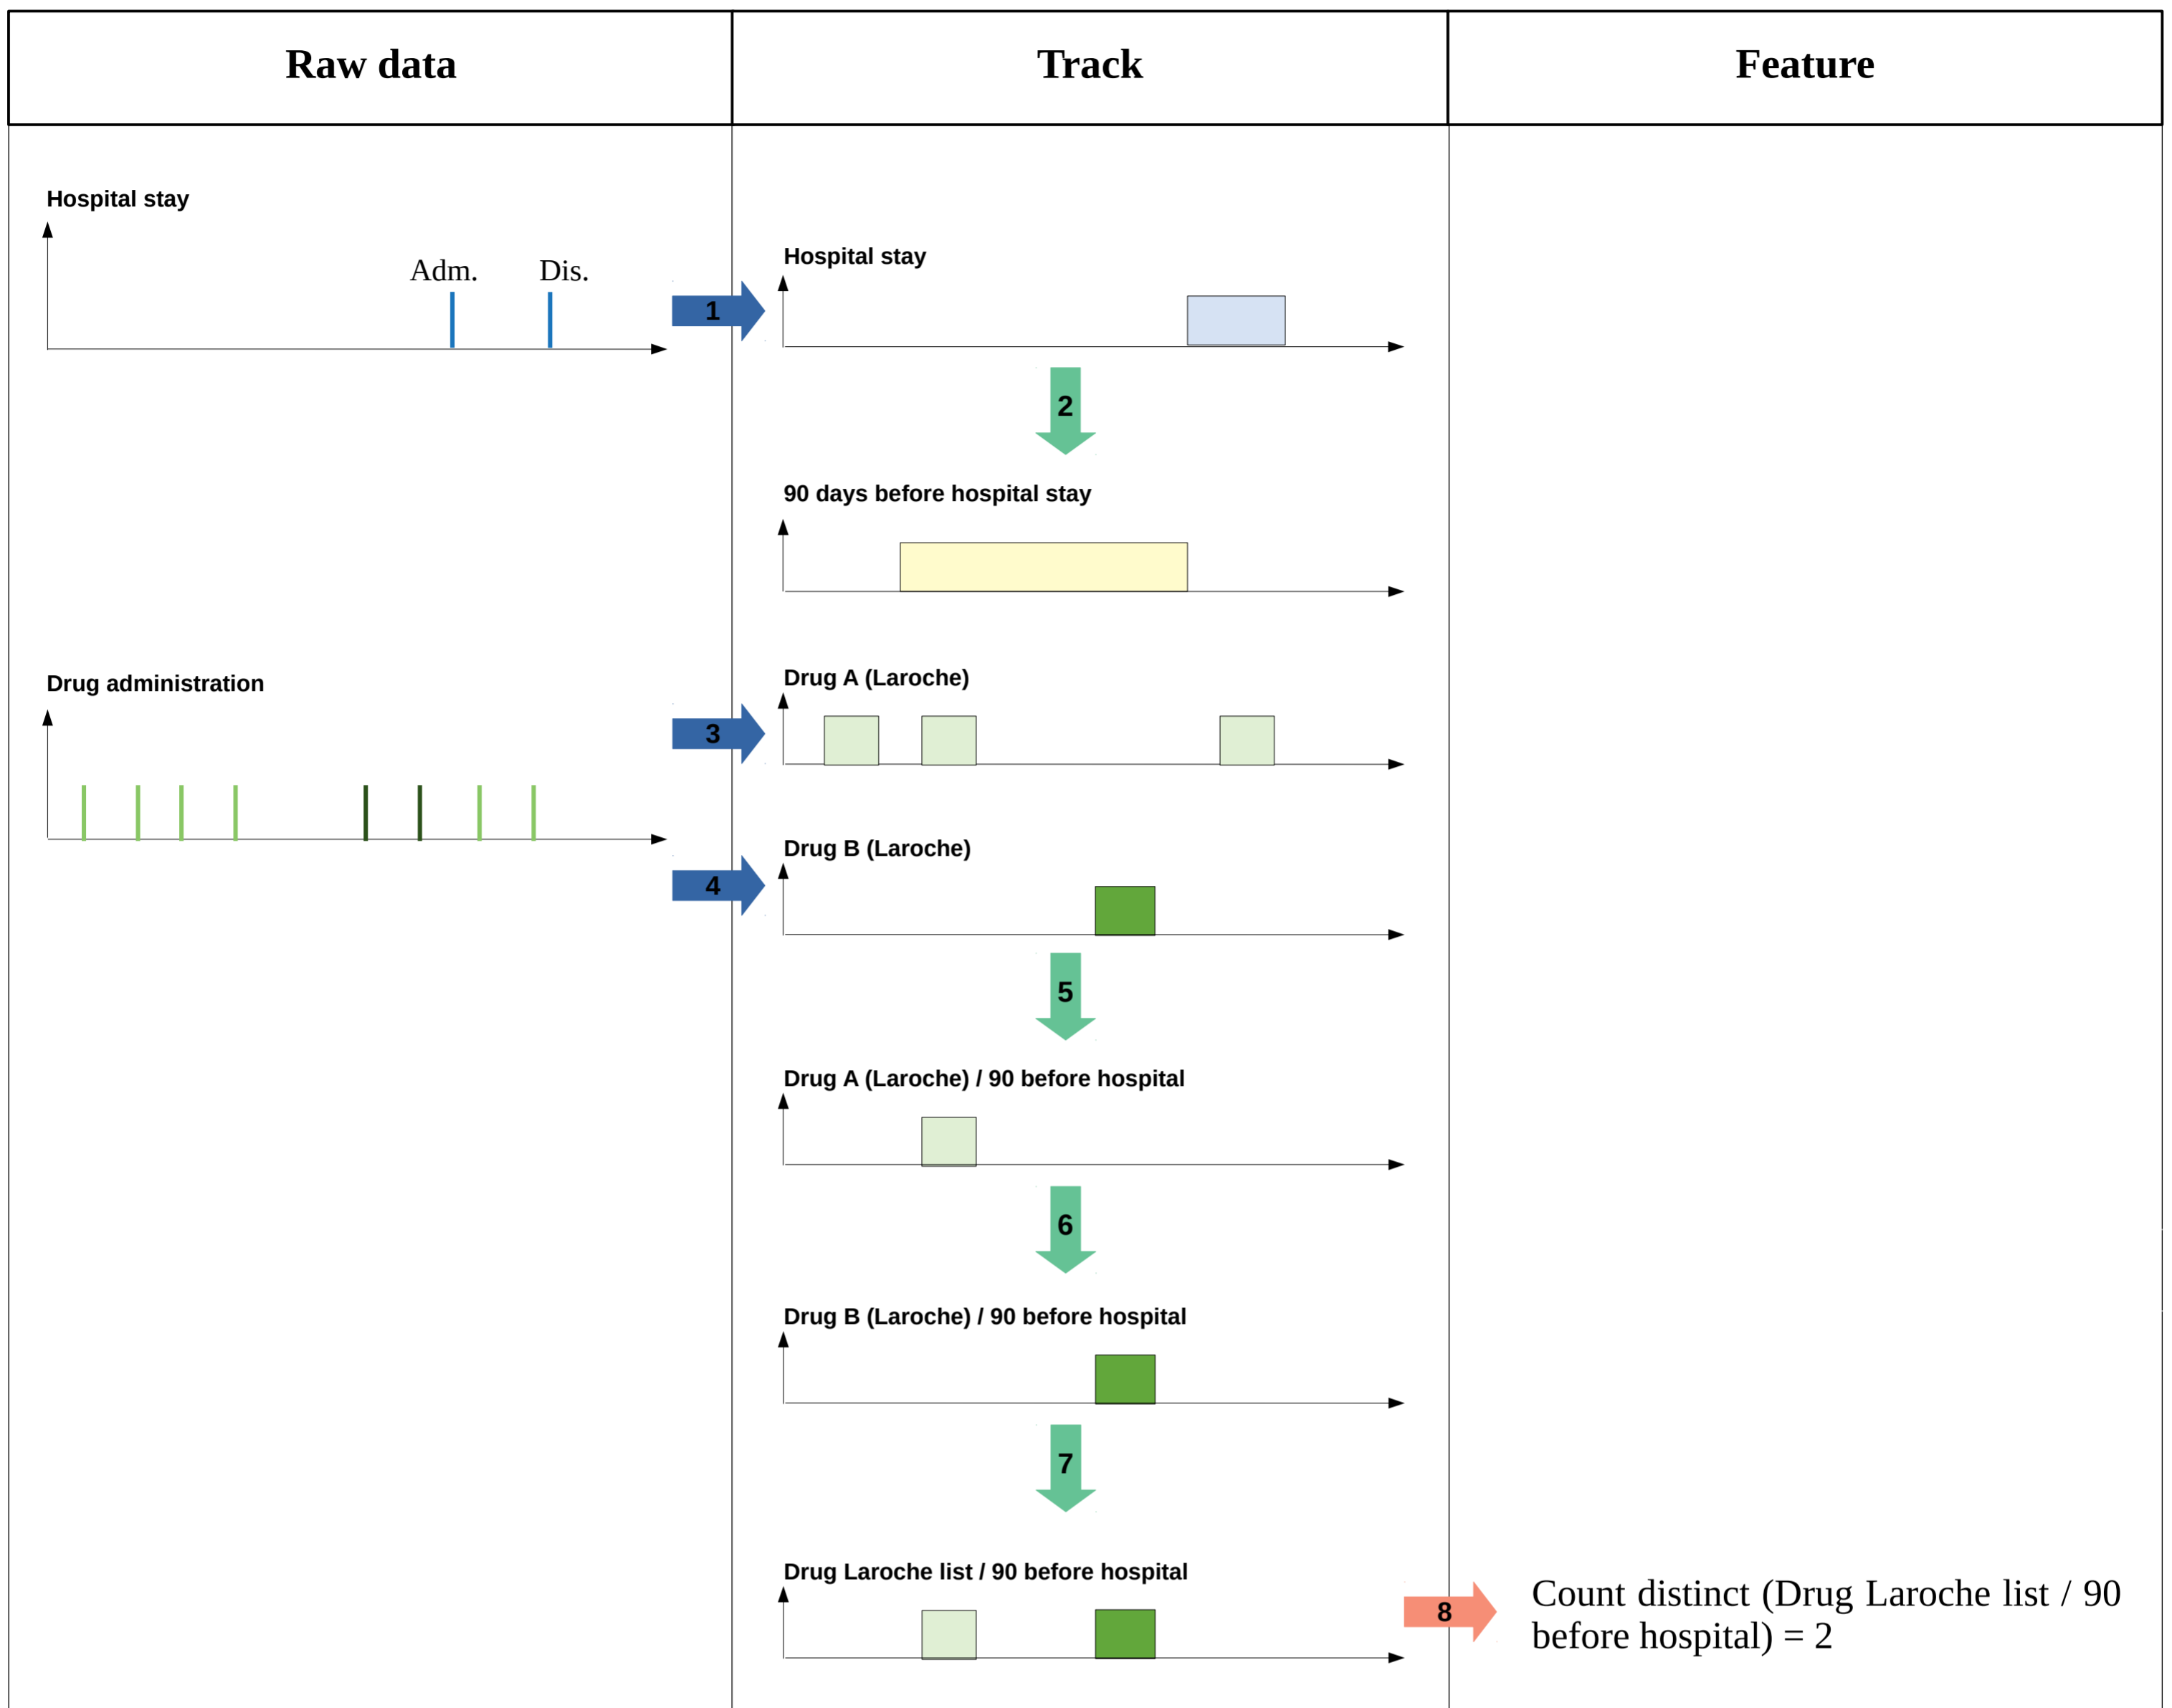 Raw data
Track
Feature
Hospital stay
Adm.
Dis.
1
Hospital stay
2
90 days before hospital stay
Drug administration
3
Drug A (Laroche)
4
Drug B (Laroche)
5
Drug A (Laroche) / 90 before hospital
6
Drug B (Laroche) / 90 before hospital
7
Drug Laroche list / 90 before hospital
8
Count distinct (Drug Laroche list / 90
before hospital) = 2